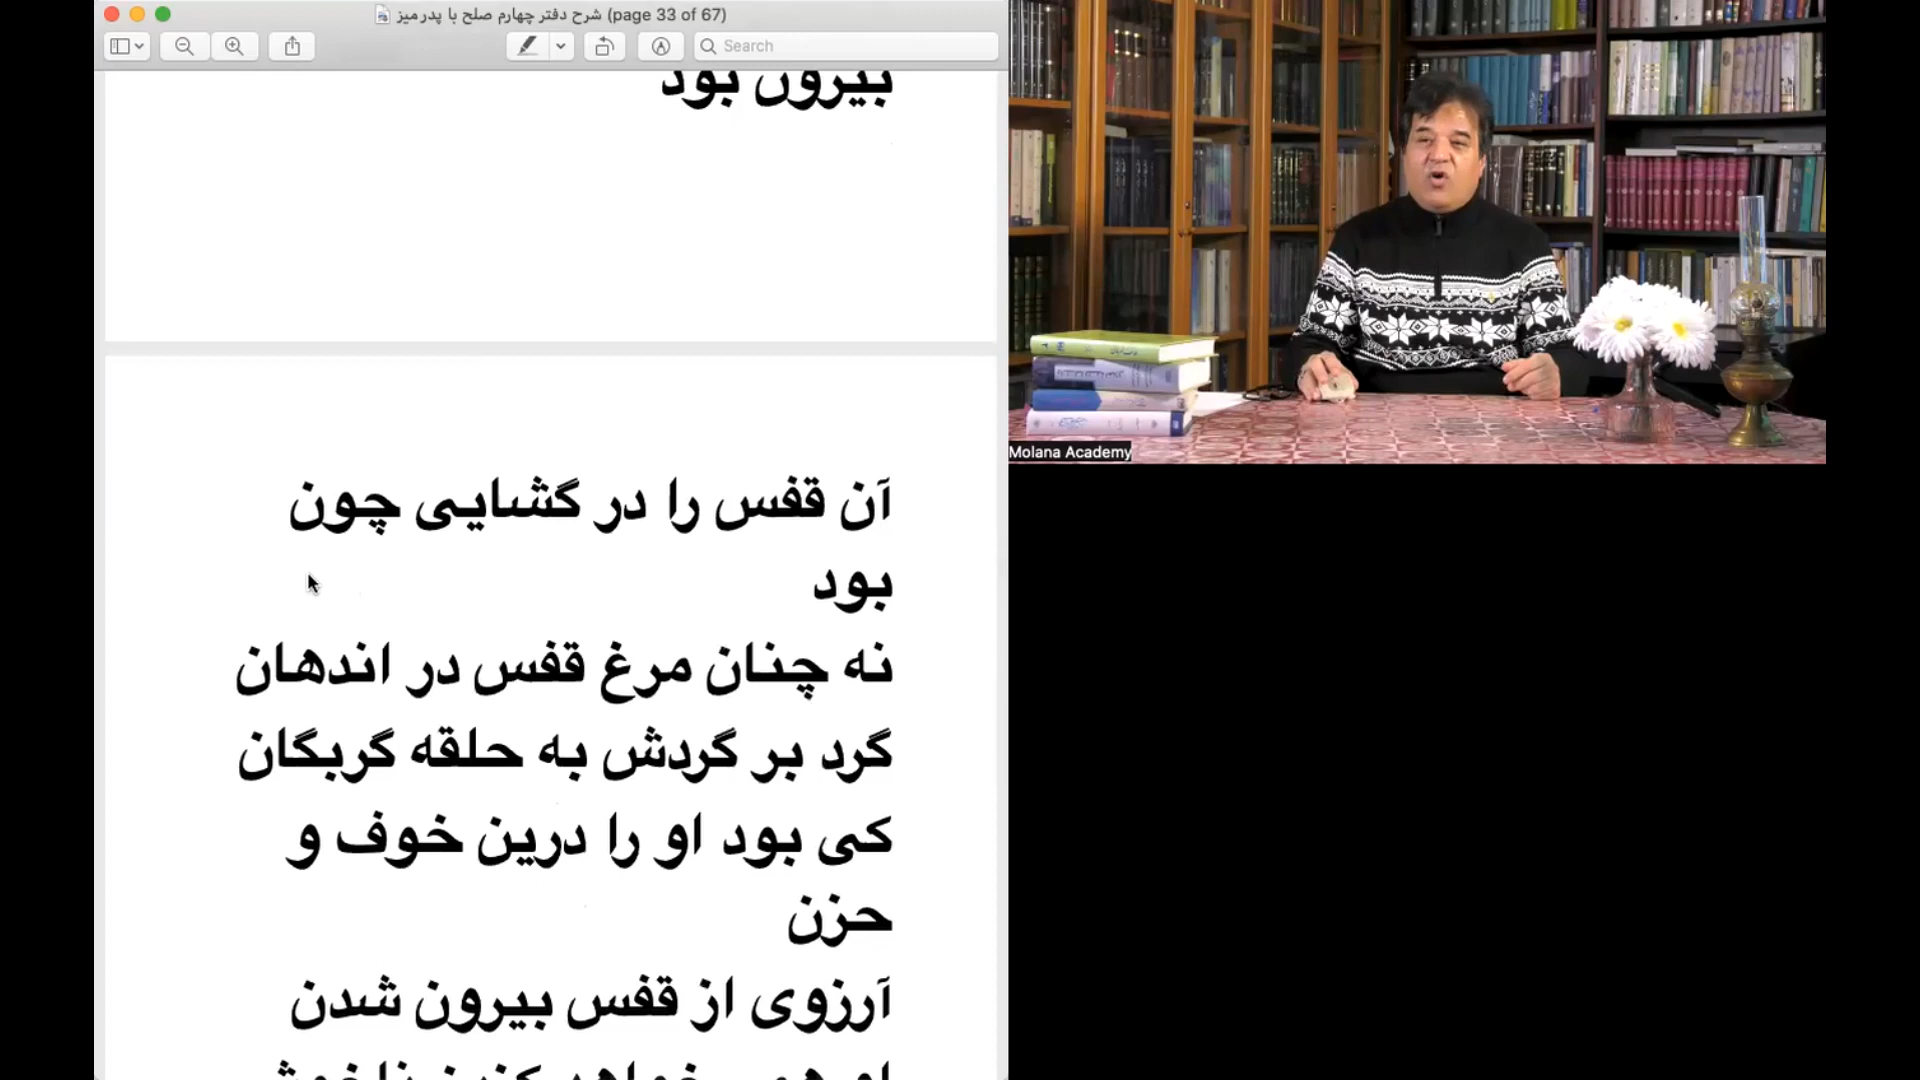 شرح دفتر چهارم صلح با پدر میز (page 33 of 67)
Search
بیرون بود
آن قفس را در گشایی چون
بود
نه چنان مرغ قفس در اندهان
گرد بر گردش به حلقه گربگان
کی بود او را درین خوف و
حزن
آرزوی از قفس بیرون شدن
Molana Academy